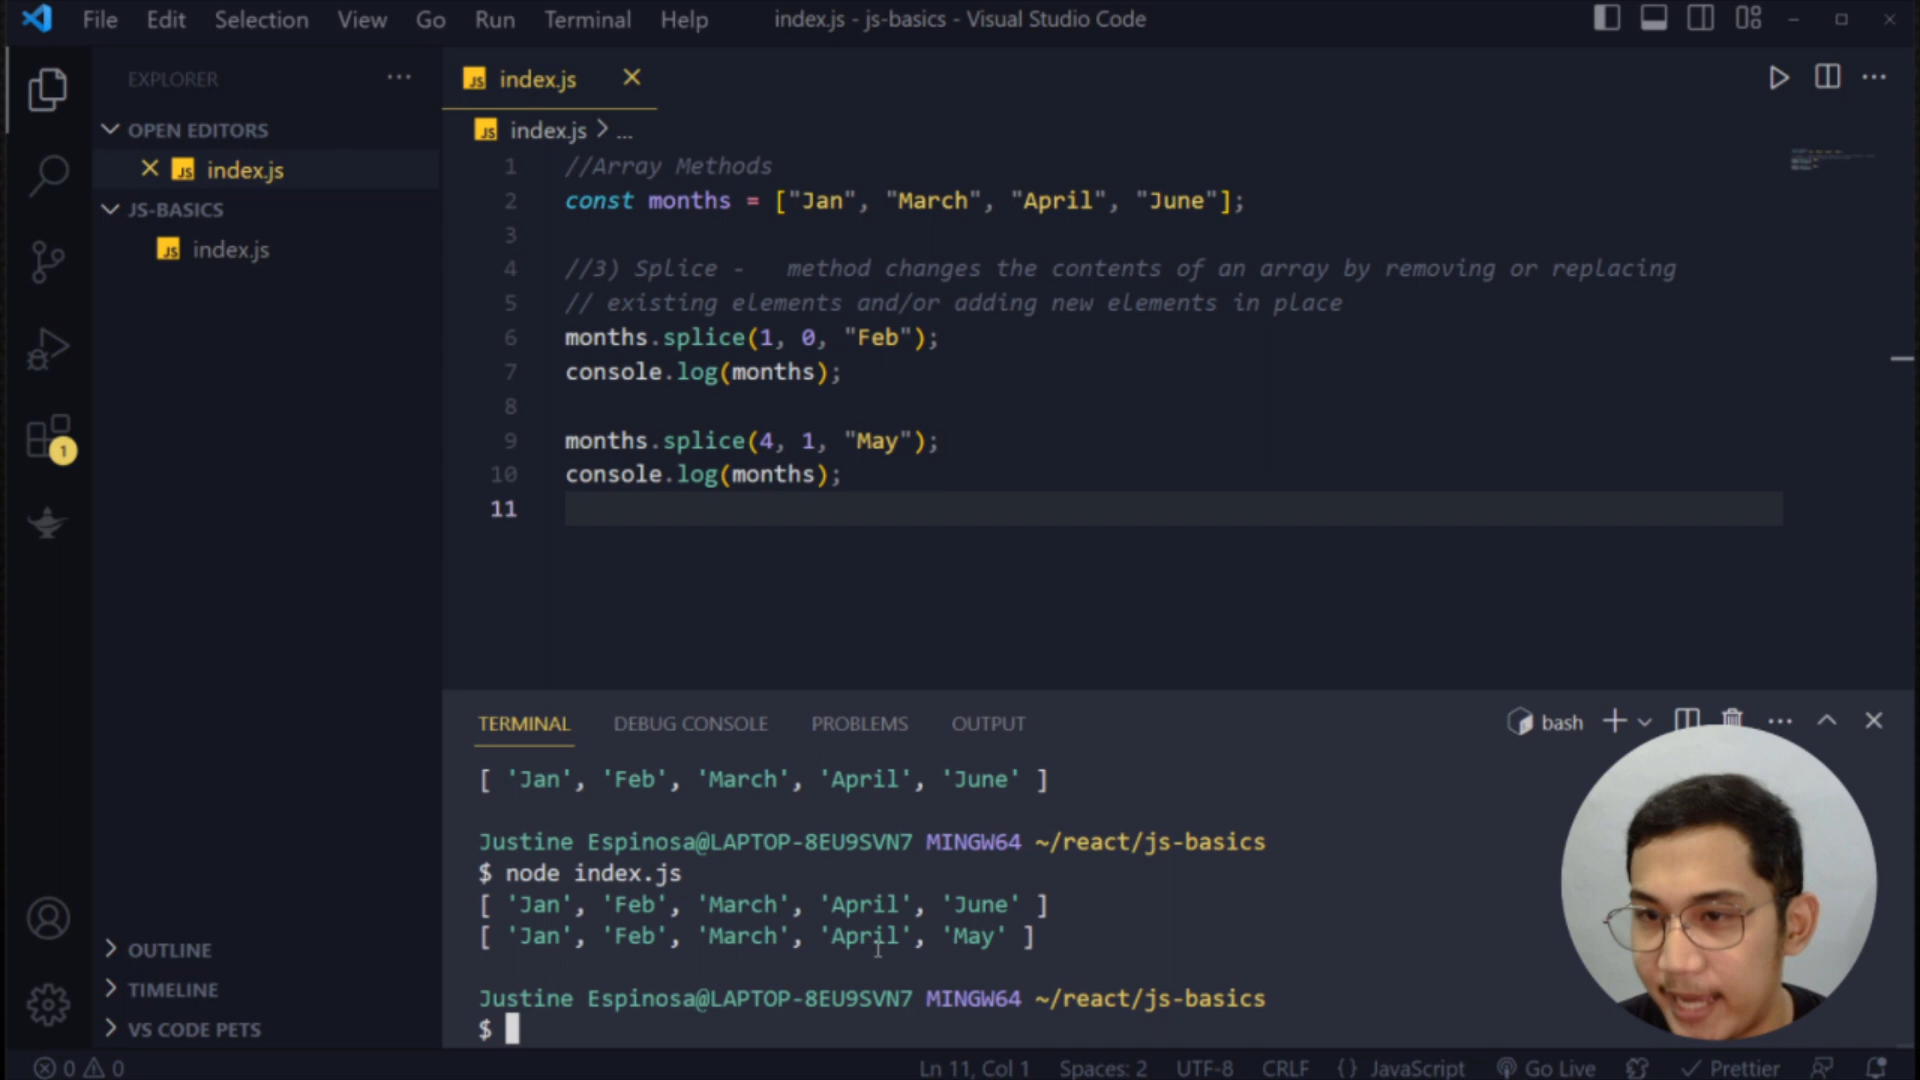 File Edit Selection View Go Run Terminal Help index.js - js-basics - Visual Studio Code
EXPLORER ...
OPEN EDITORS
JS index.js
JS-BASICS
JS index.js
1
OUTLINE
TIMELINE
VS CODE PETS
JS index.js
JS index.js > ...
1 //Array Methods
2 const months = ["Jan", "March", "April", "June"];
3
4 //3) Splice - method changes the contents of an array by removing or replacing
5 // existing elements and/or adding new elements in place
6 months.splice(1, 0, "Feb");
7 console.log(months);
8
9 months.splice(4, 1, "May");
10 console.log(months);
11
TERMINAL DEBUG CONSOLE PROBLEMS OUTPUT bash
[ 'Jan', 'Feb', 'March', 'April', 'June' ]
Justine Espinosa@LAPTOP-8EU9SVN7 MINGW64 ~/react/js-basics
$ node index.js
[ 'Jan', 'Feb', 'March', 'April', 'June' ]
[ 'Jan', 'Feb', 'March', 'April', 'May' ]
Justine Espinosa@LAPTOP-8EU9SVN7 MINGW64 ~/react/js-basics
$
0 0 Ln 11, Col 1 Spaces: 2 UTF-8 CRLF {} JavaScript Go Live Prettier